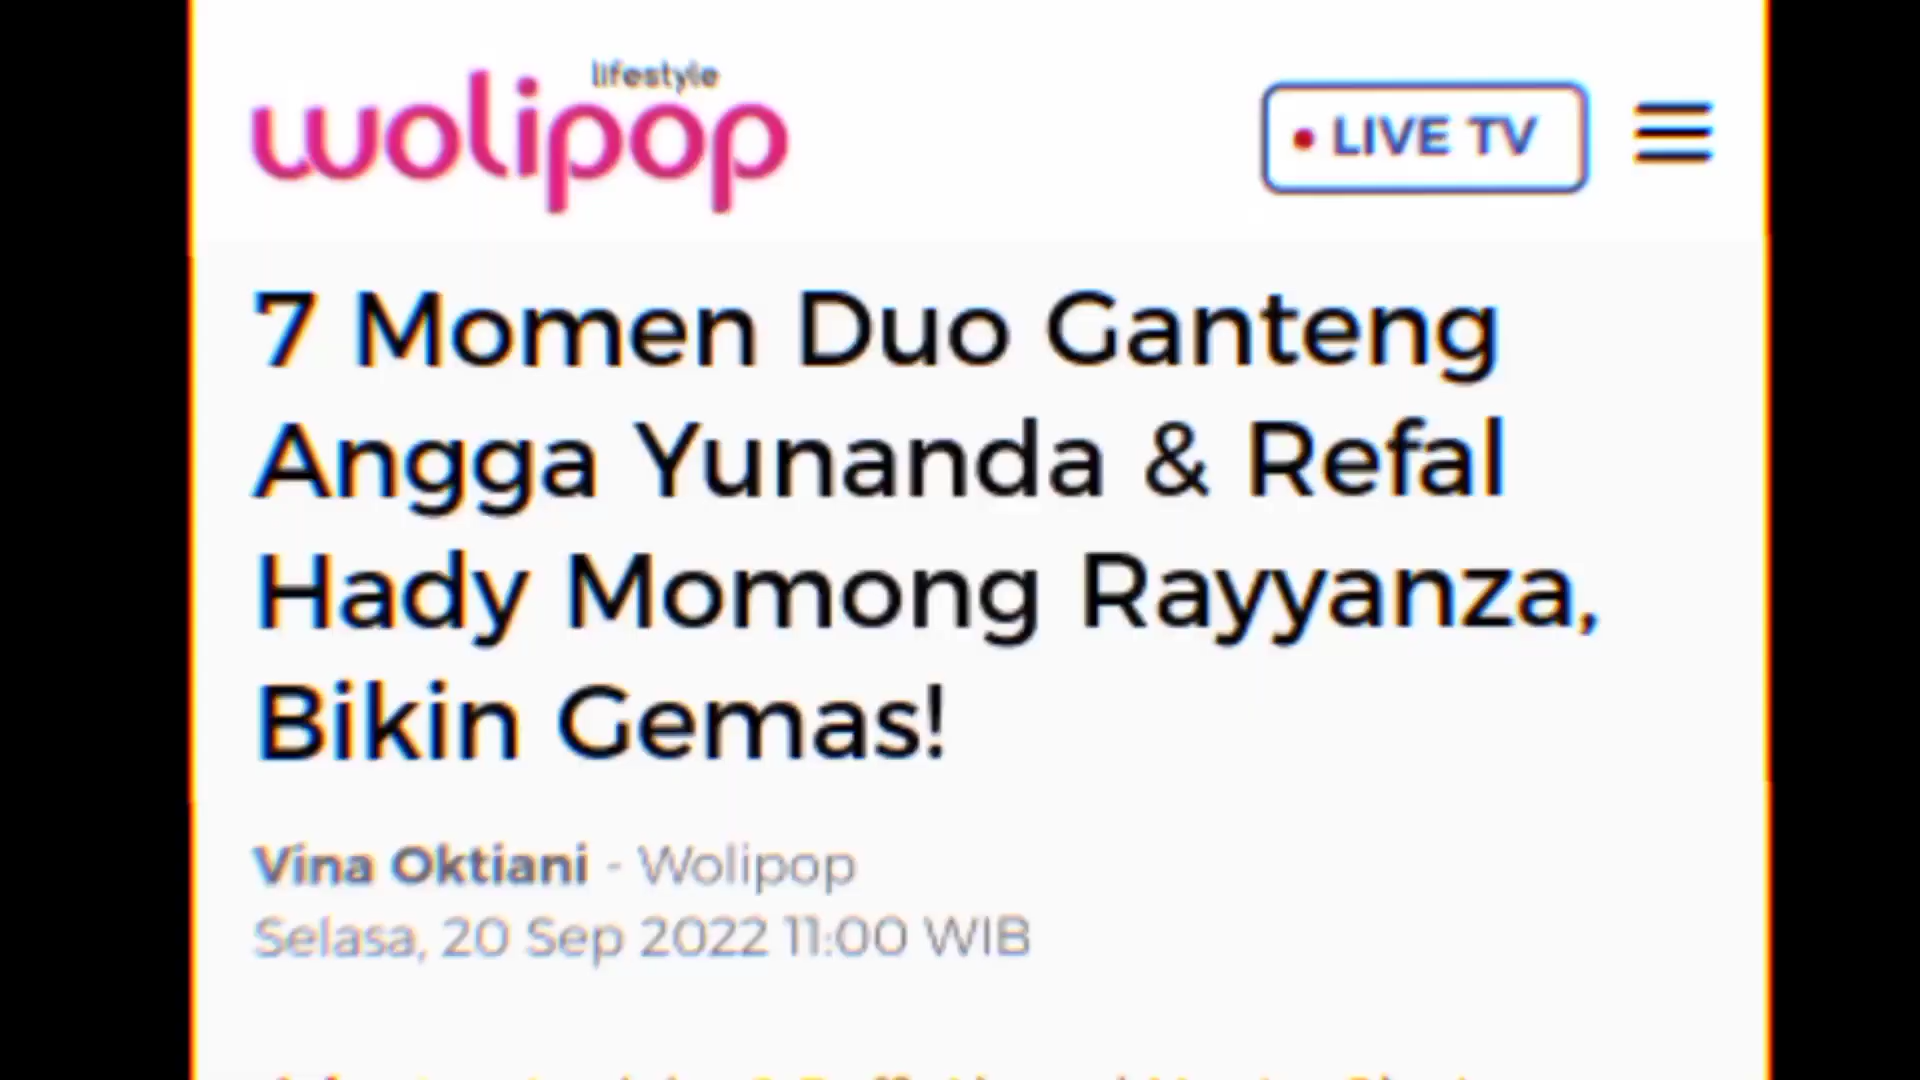 lifestyle
wolipop
LIVE TV
7 Momen Duo Ganteng
Angga Yunanda & Refal
Hady Momong Rayyanza,
Bikin Gemas!
Vina Oktiani - Wolipop
Selasa, 20 Sep 2022 11:00 WIB